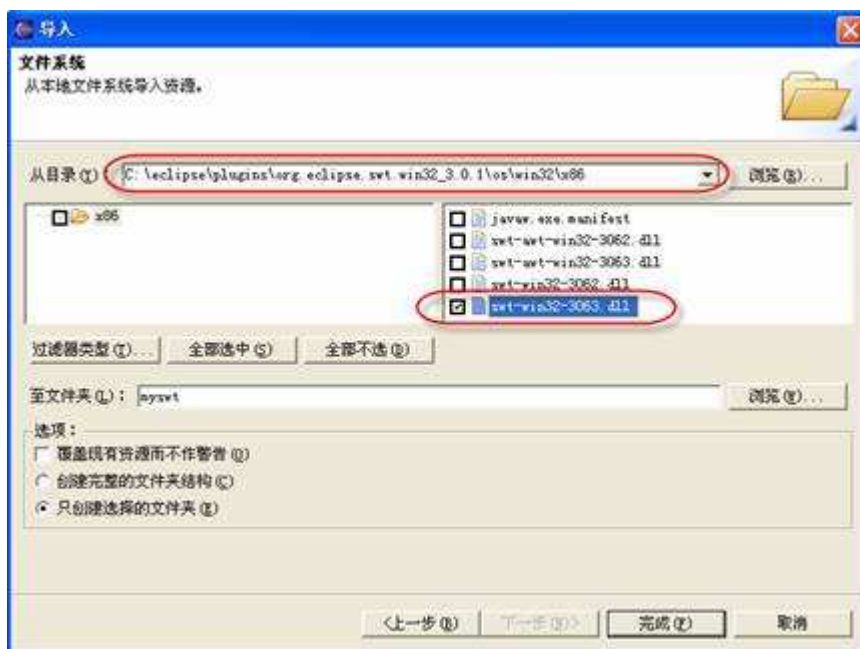 导入
文件系统
从本地文件系统导入资源。
从目录(Y): C:\eclipse\plugins\org.eclipse.swt.win32_3.0.1\os\win32\x86 浏览(R)...
x86
javaw.exe.manifest
swt-awt-win32-3062.dll
swt-awt-win32-3063.dll
swt-win32-3062.dll
swt-win32-3063.dll
过滤器类型(T)... 全部选中(S) 全部不选(D)
至文件夹(L): myswt 浏览(W)...
选项:
覆盖现有资源而不作警告(O)
创建完整的文件夹结构(C)
只创建选择的文件夹(E)
<上一步(B) 下一步(N)> 完成(F) 取消